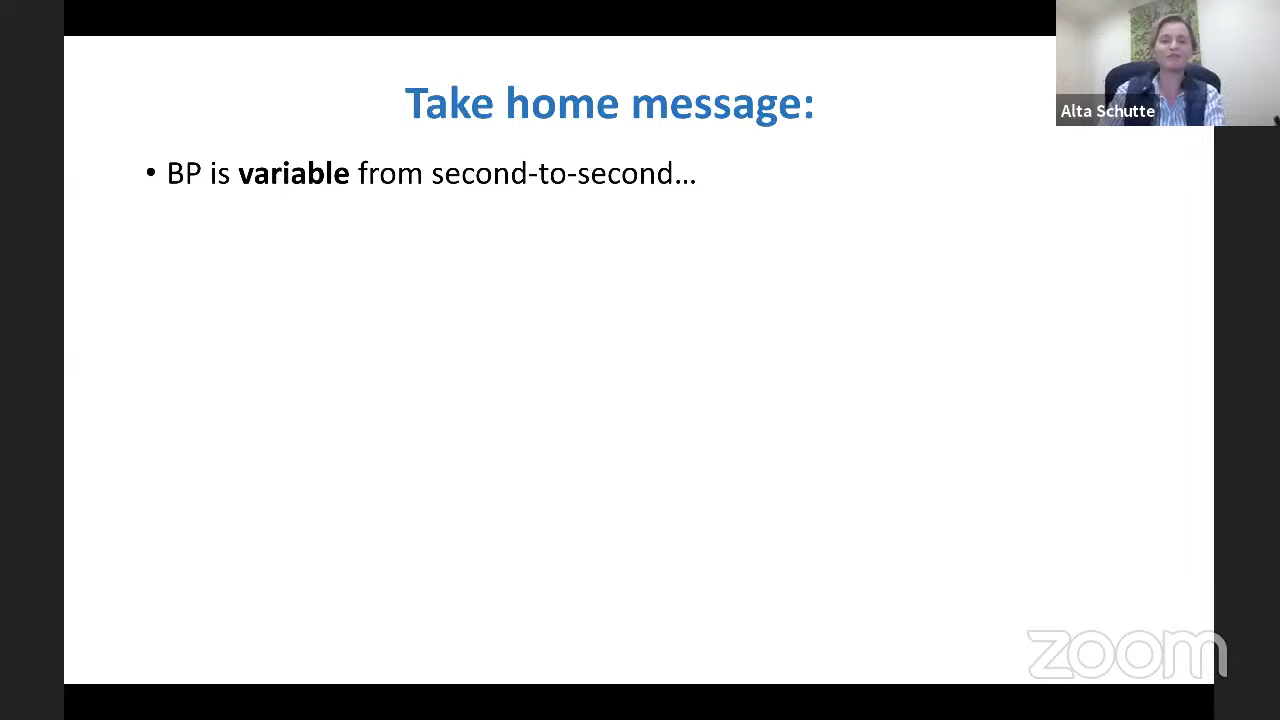 Alta Schutte
Take home message:
• BP is variable from second-to-second…
zoom